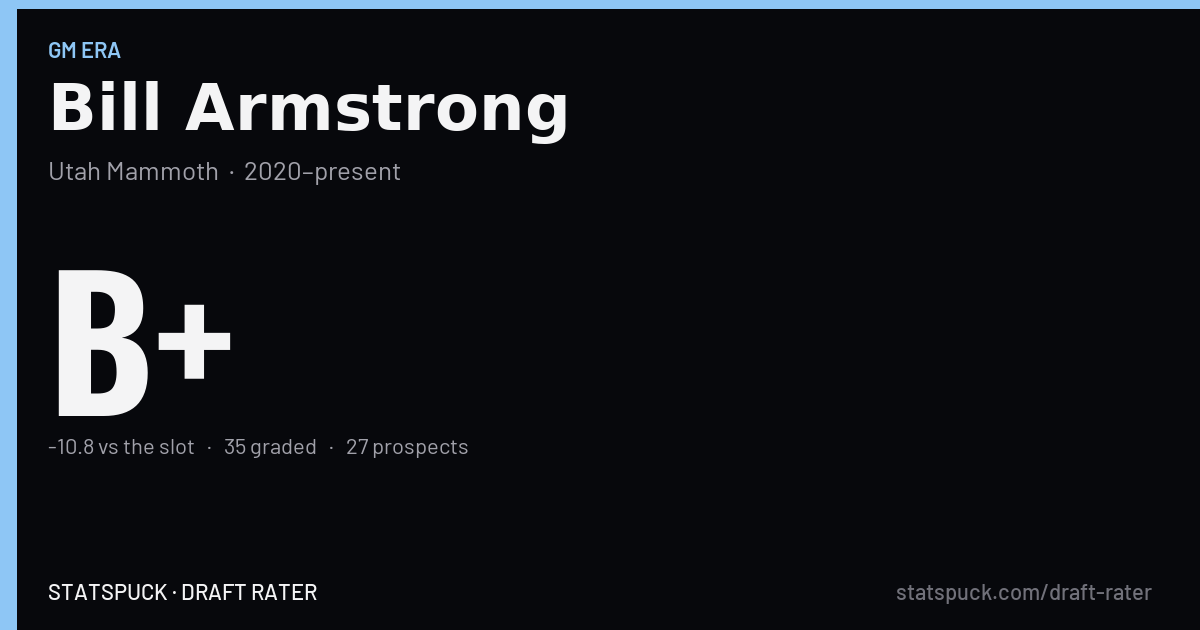 GM ERA
Bill Armstrong
Utah Mammoth · 2020–present
B+
-10.8 vs the slot · 35 graded · 27 prospects
STATSPUCK · DRAFT RATER
statspuck.com/draft-rater